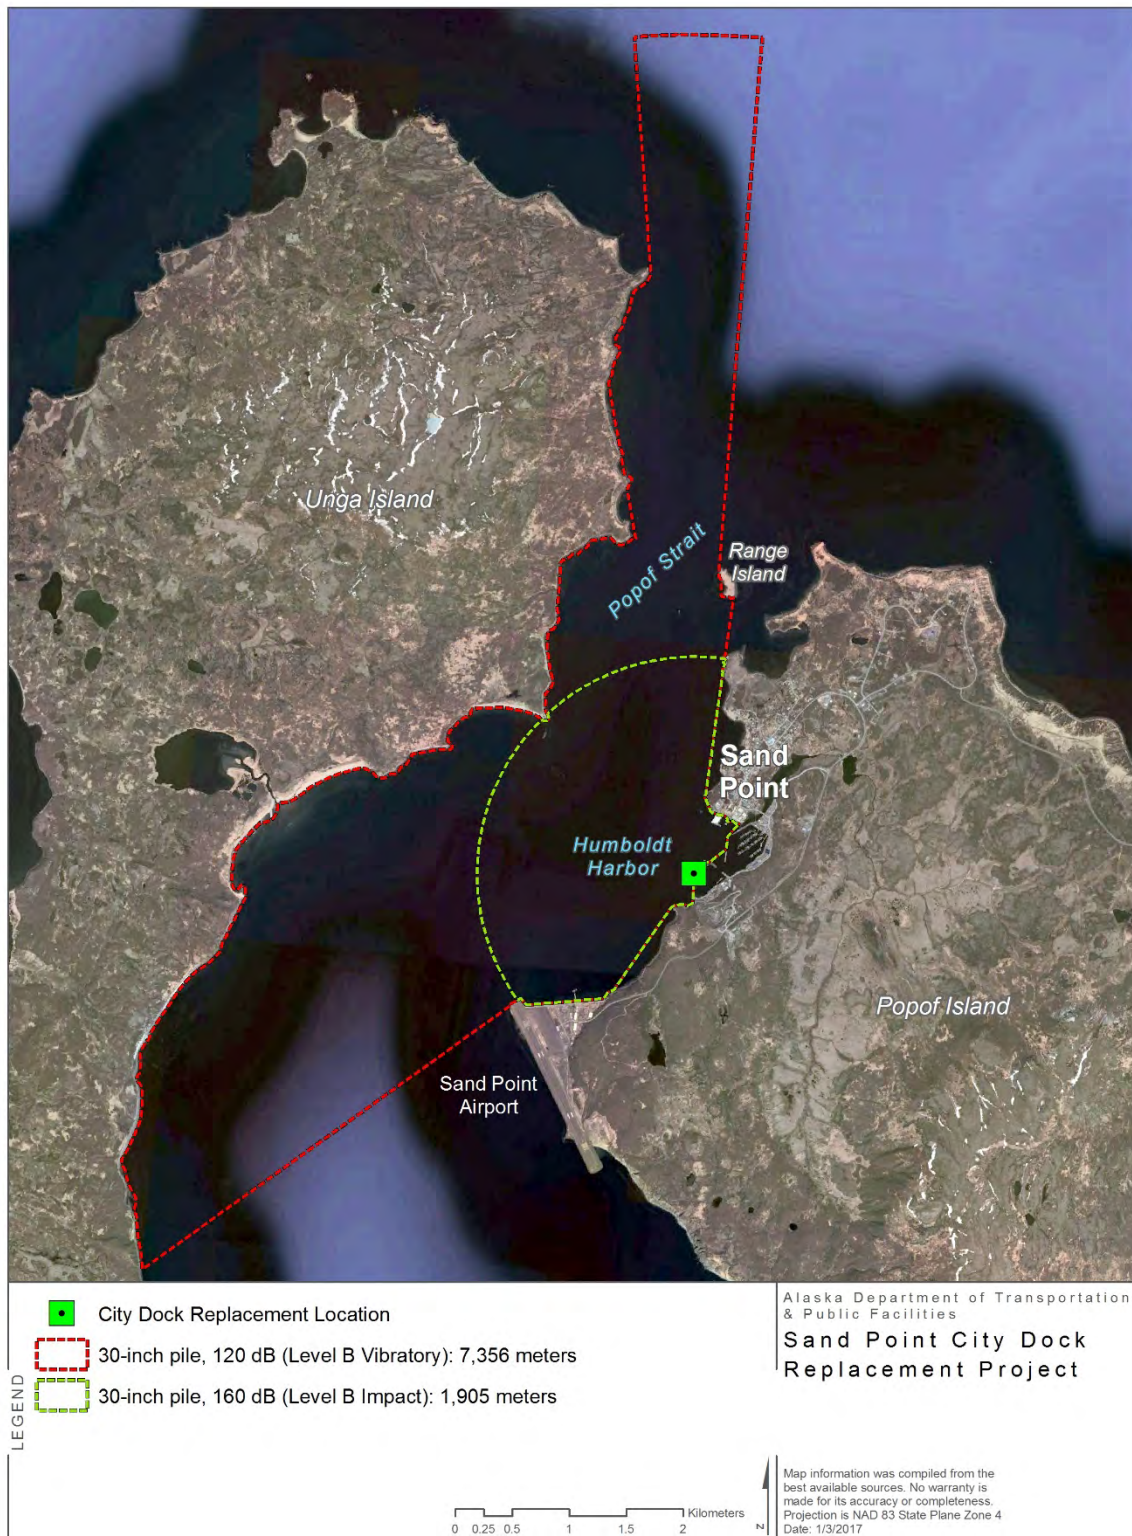 Unga Island
Popof Strait
Range
Island
Sand
Point
Humboldt
Harbor
Popof Island
Sand Point
Airport
LEGEND
City Dock Replacement Location
30-inch pile, 120 dB (Level B Vibratory): 7,356 meters
30-inch pile, 160 dB (Level B Impact): 1,905 meters
Alaska Department of Transportation
& Public Facilities
Sand Point City Dock
Replacement Project
Kilometers
0 0.25 0.5 1 1.5 2
N
Map information was compiled from the
best available sources. No warranty is
made for its accuracy or completeness.
Projection is NAD 83 State Plane Zone 4
Date: 1/3/2017